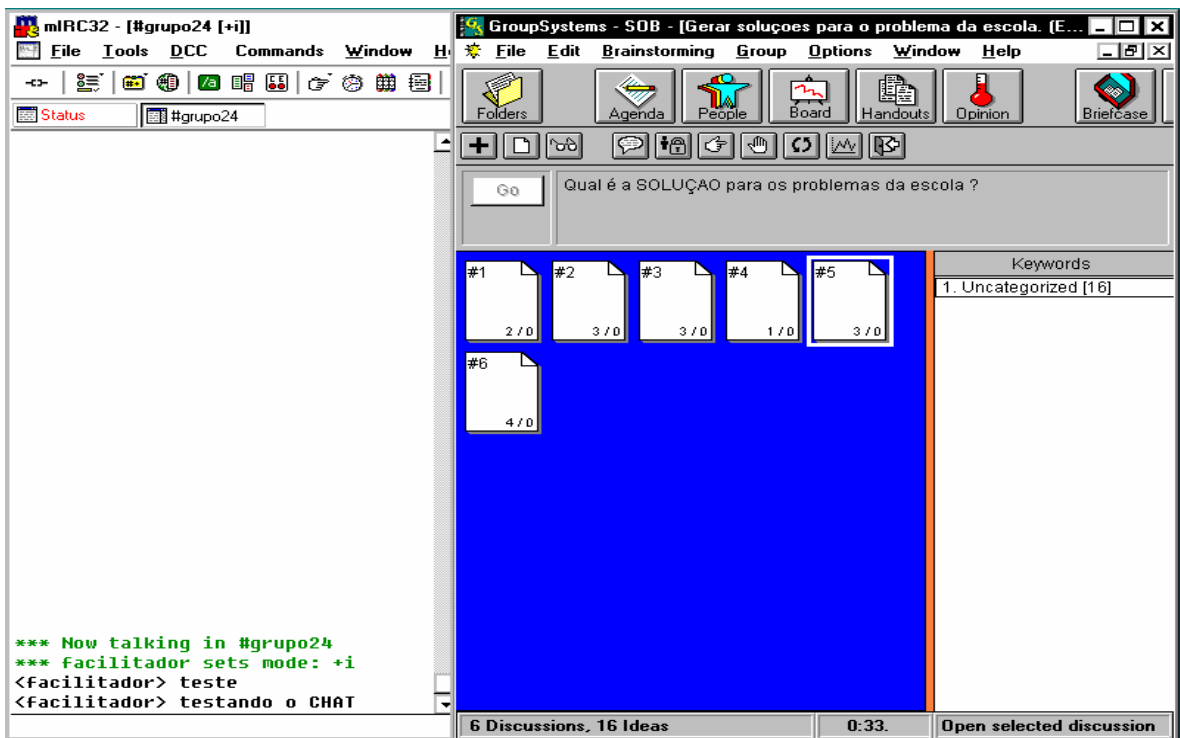 mIRC32 - [#grupo24 [+i]]
File Tools DCC Commands Window H
Status #grupo24
*** Now talking in #grupo24
*** facilitador sets mode: +i
<facilitador> teste
<facilitador> testando o CHAT
GroupSystems - SOB - [Gerar soluçoes para o problema da escola. (E...
File Edit Brainstorming Group Options Window Help
Folders Agenda People Board Handouts Opinion Briefcase
Go
Qual é a SOLUÇAO para os problemas da escola ?
#1 #2 #3 #4 #5
2 / 0 3 / 0 3 / 0 1 / 0 3 / 0
#6
4 / 0
Keywords
1. Uncategorized [16]
6 Discussions, 16 Ideas 0:33. Open selected discussion